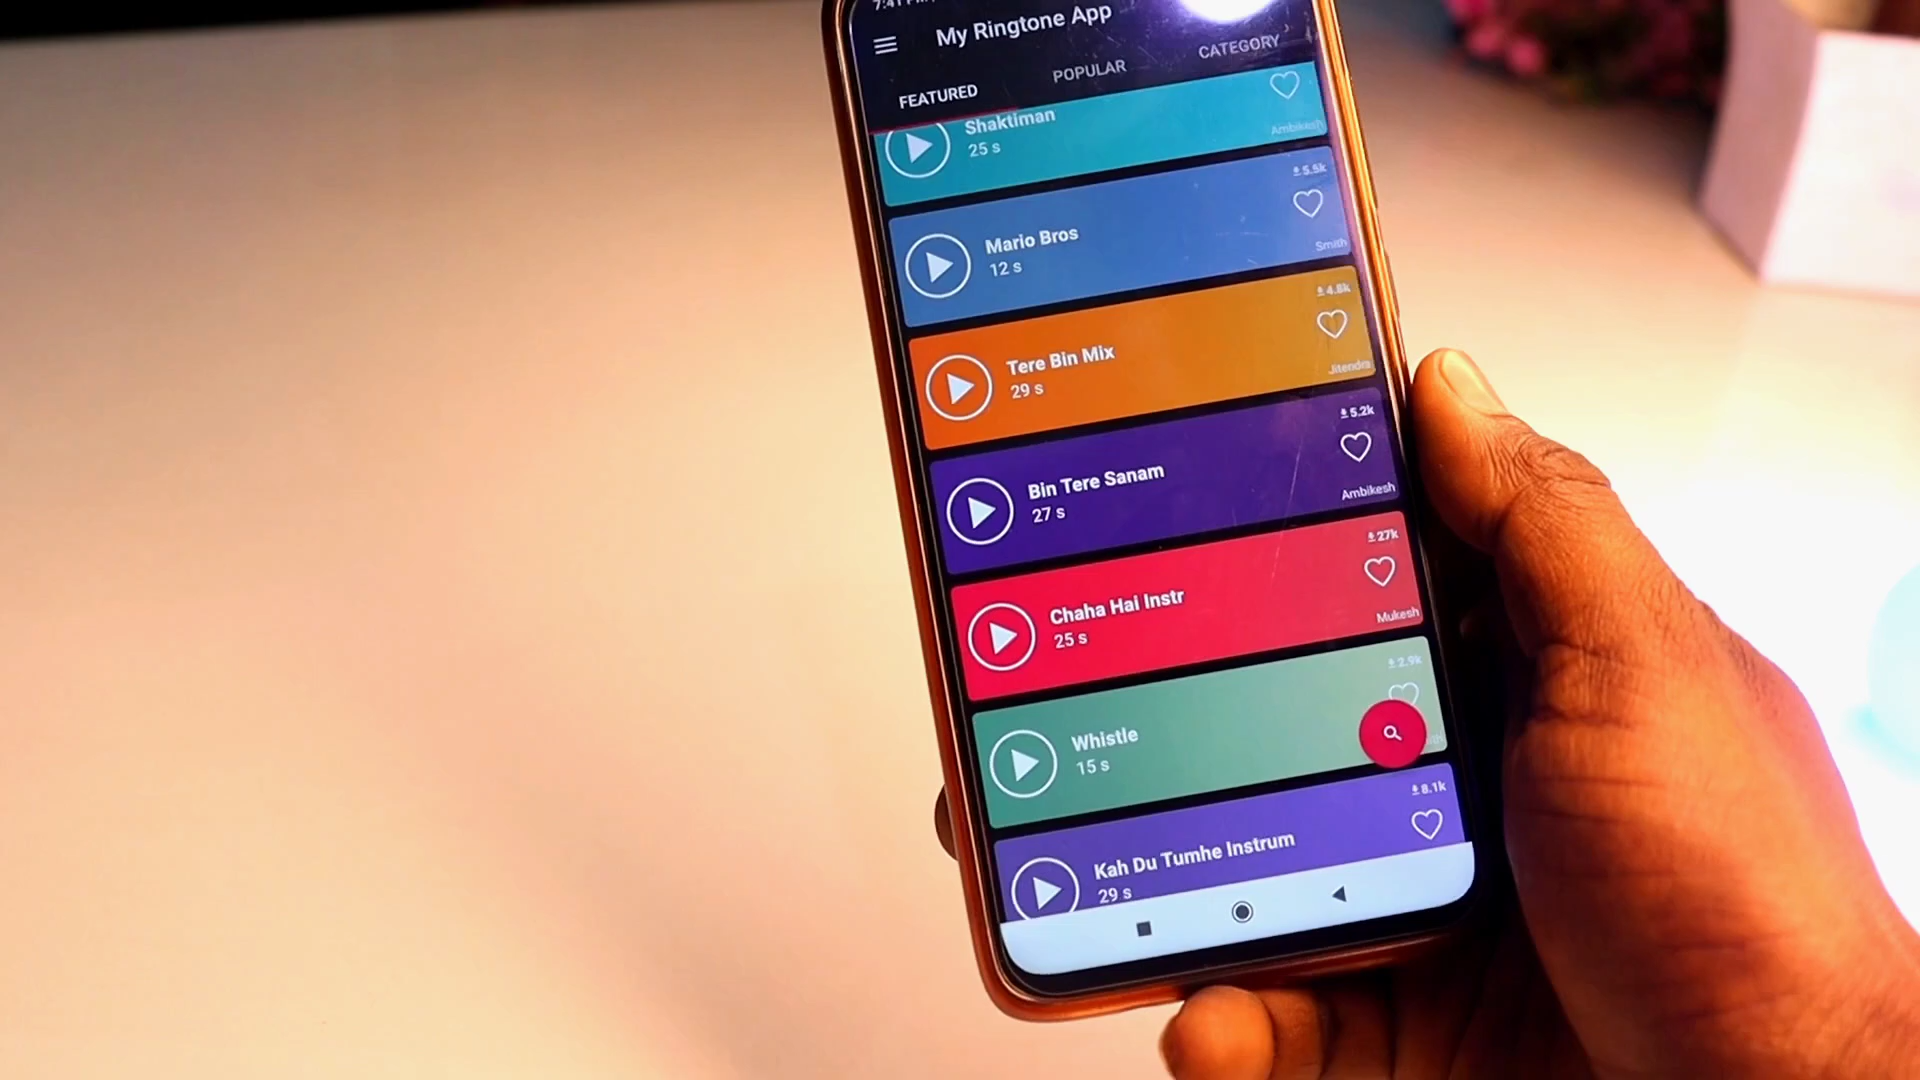 My Ringtone App
FEATURED
POPULAR
CATEGORY
Shaktiman
25 s
Ambikesh
Mario Bros
12 s
5.5k
Smith
Tere Bin Mix
29 s
4.8k
Jitendra
Bin Tere Sanam
27 s
5.2k
Ambikesh
Chaha Hai Instr
25 s
27k
Mukesh
Whistle
15 s
2.9k
Kah Du Tumhe Instrum
29 s
8.1k